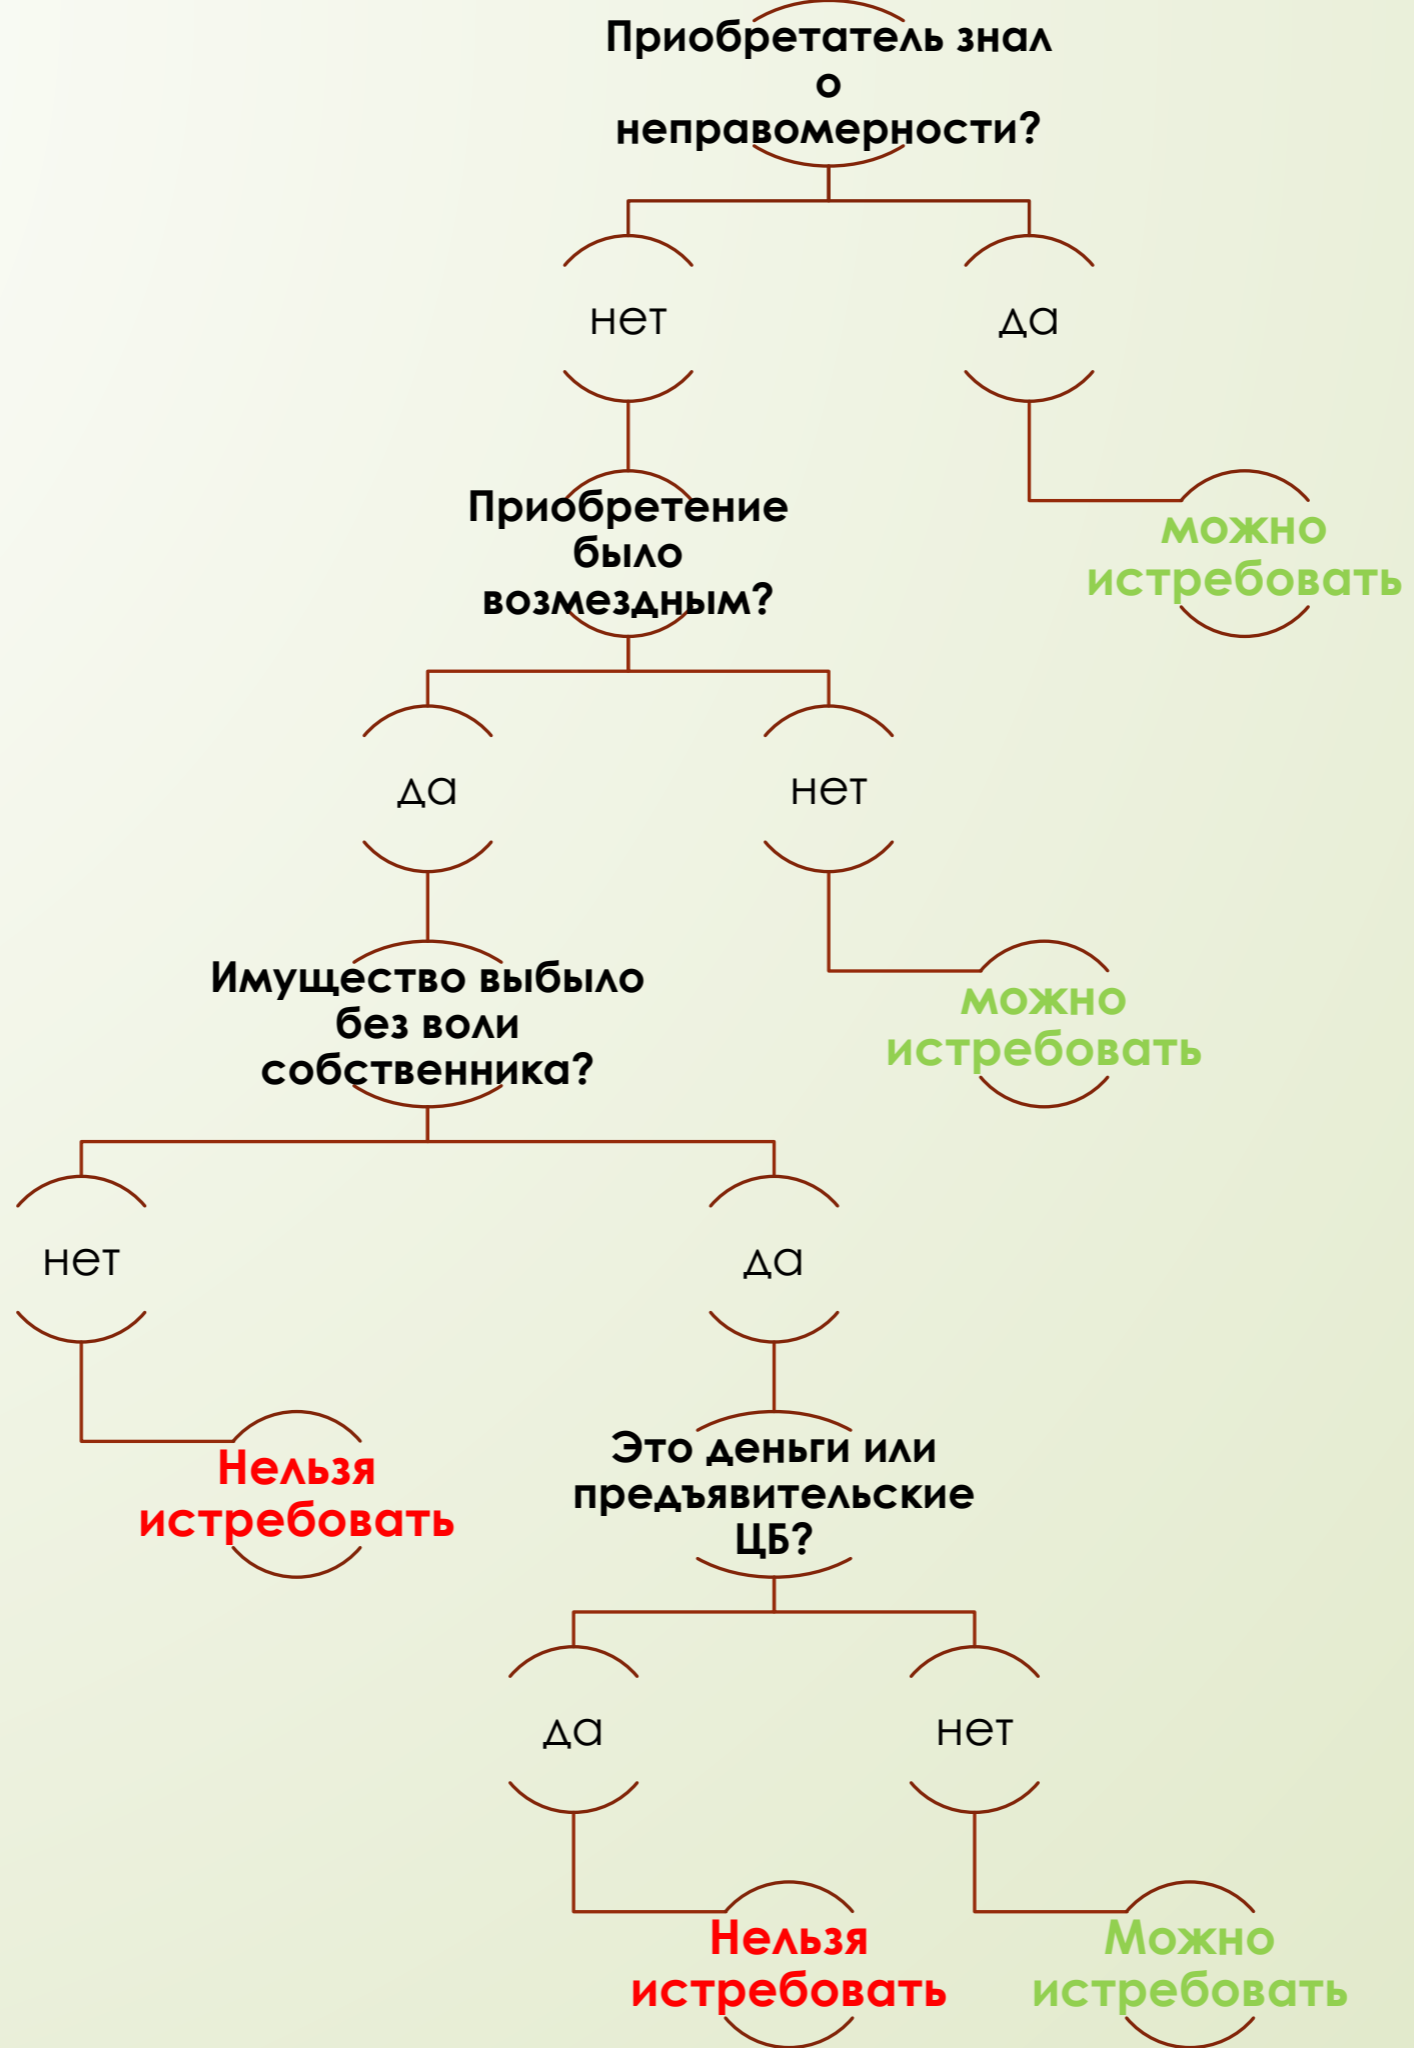 Приобретатель знал
о
неправомерности?
нет
да
Приобретение
было
возмездным?
можно
истребовать
да
нет
Имущество выбыло
без воли
собственника?
можно
истребовать
нет
да
Нельзя
истребовать
Это деньги или
предъявительские
ЦБ?
да
нет
Нельзя
истребовать
Можно
истребовать